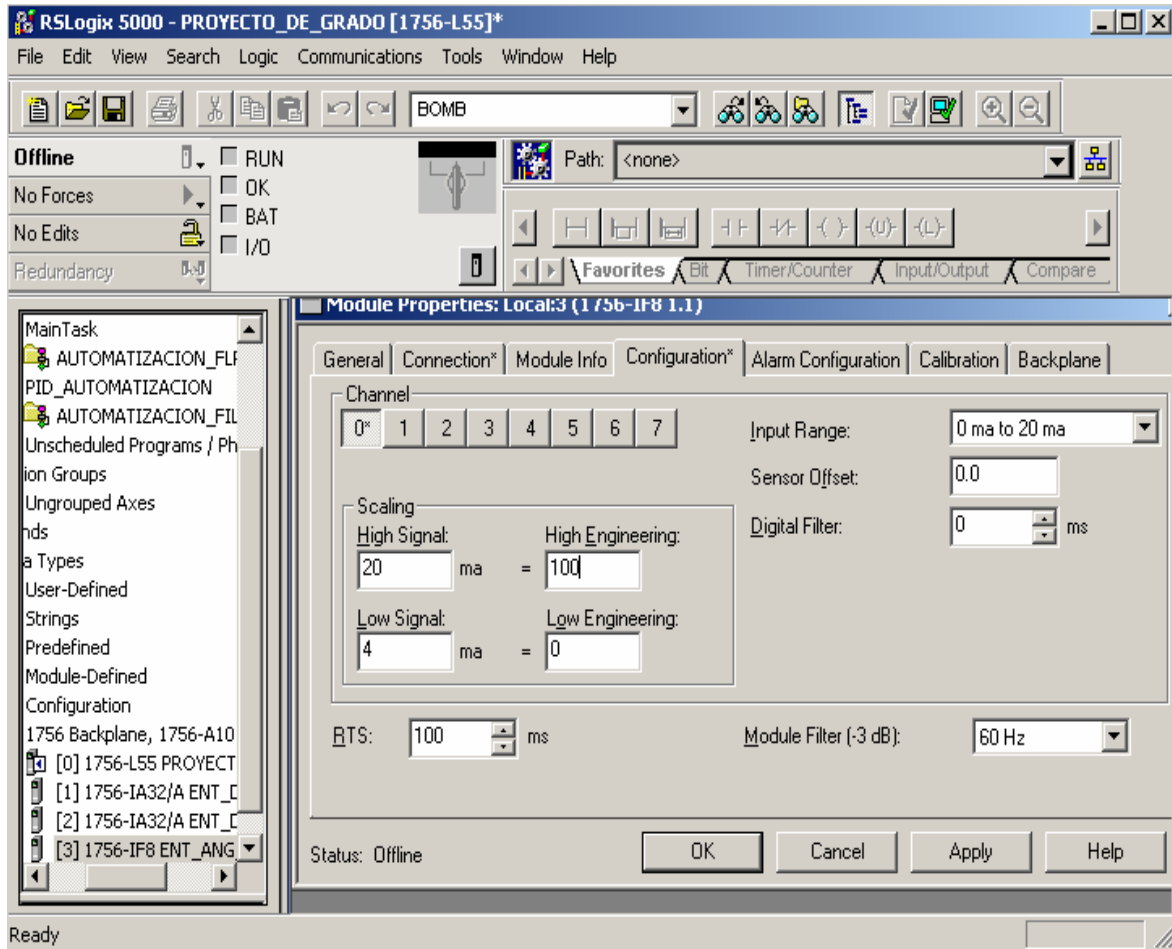 RSLogix 5000 - PROYECTO_DE_GRADO [1756-L55]*
File Edit View Search Logic Communications Tools Window Help
BOMB
Offline
RUN
No Forces
OK
No Edits
BAT
Redundancy
I/O
Path: <none>
Favorites Bit Timer/Counter Input/Output Compare
MainTask
AUTOMATIZACION_FLF
PID_AUTOMATIZACION
AUTOMATIZACION_FIL
Unscheduled Programs / Ph
ion Groups
Ungrouped Axes
nds
a Types
User-Defined
Strings
Predefined
Module-Defined
Configuration
1756 Backplane, 1756-A10
[0] 1756-L55 PROYECT
[1] 1756-IA32/A ENT_D
[2] 1756-IA32/A ENT_D
[3] 1756-IF8 ENT_ANG_
Module Properties: Local:3 (1756-IF8 1.1)
General Connection* Module Info Configuration* Alarm Configuration Calibration Backplane
Channel
0* 1 2 3 4 5 6 7
Input Range: 0 ma to 20 ma
Sensor Offset: 0.0
Digital Filter: 0 ms
Scaling
High Signal: High Engineering:
20 ma = 100
Low Signal: Low Engineering:
4 ma = 0
RTS: 100 ms
Module Filter (-3 dB): 60 Hz
Status: Offline
OK Cancel Apply Help
Ready